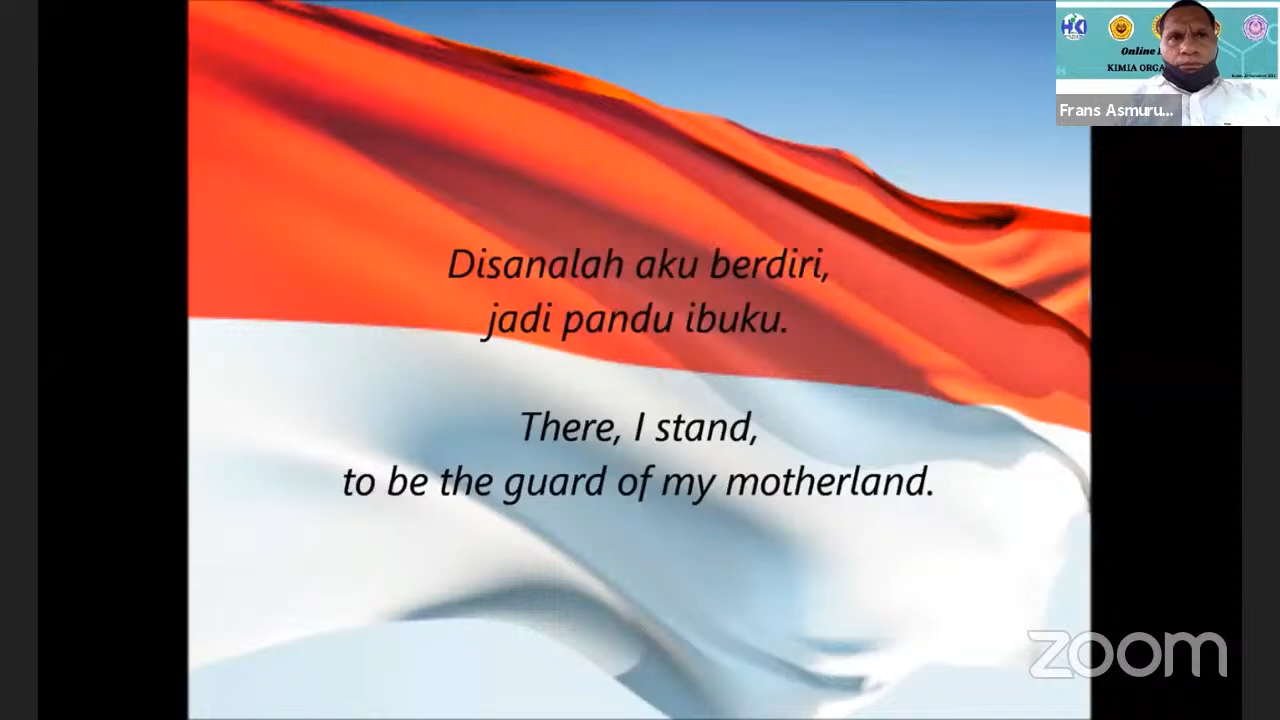 Disanalah aku berdiri,
jadi pandu ibuku.
There, I stand,
to be the guard of my motherland.
Online
KIMIA ORGA
Frans Asmuru...
zoom